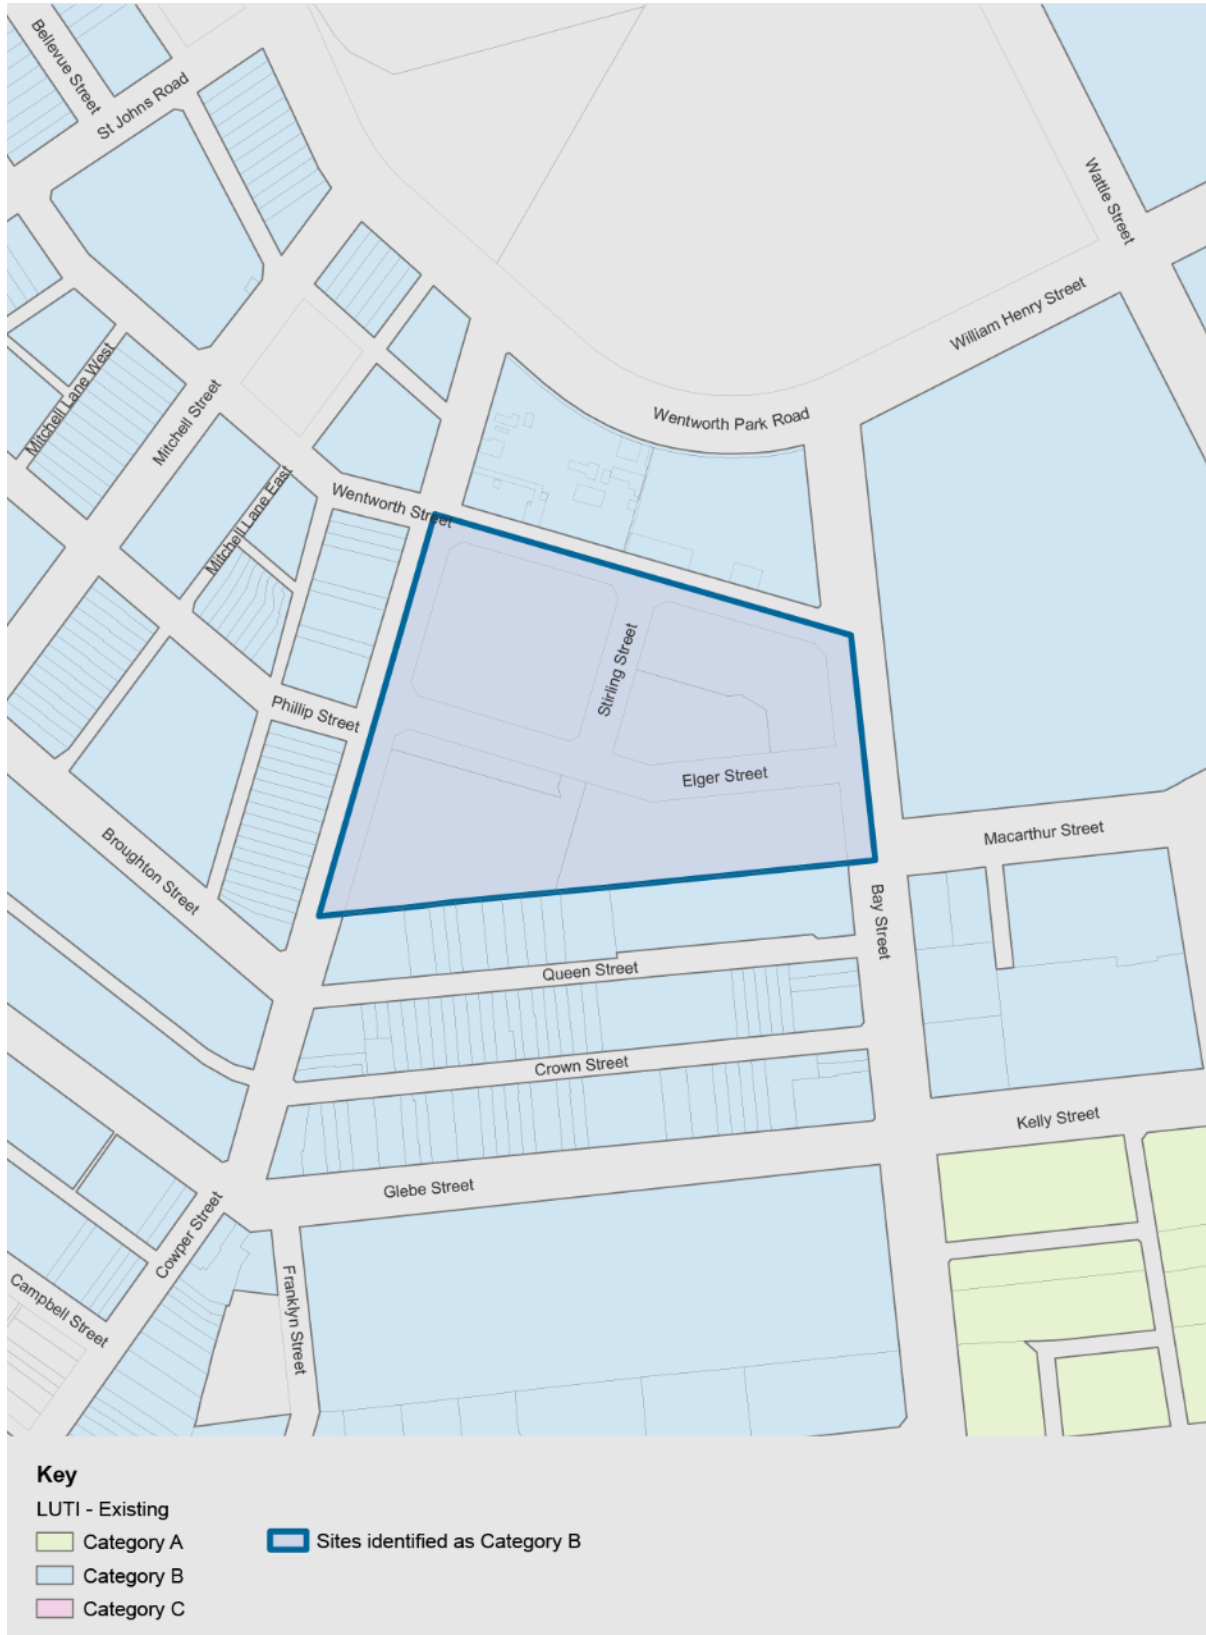 Bellevue Street
St Johns Road
Wattle Street
William Henry Street
Mitchell Lane West
Mitchell Street
Wentworth Park Road
Wentworth Street
Mitchell Lane East
Stirling Street
Phillip Street
Elger Street
Macarthur Street
Broughton Street
Bay Street
Queen Street
Crown Street
Kelly Street
Glebe Street
Cowper Street
Franklyn Street
Campbell Street
Key
LUTI - Existing
Category A
Sites identified as Category B
Category B
Category C